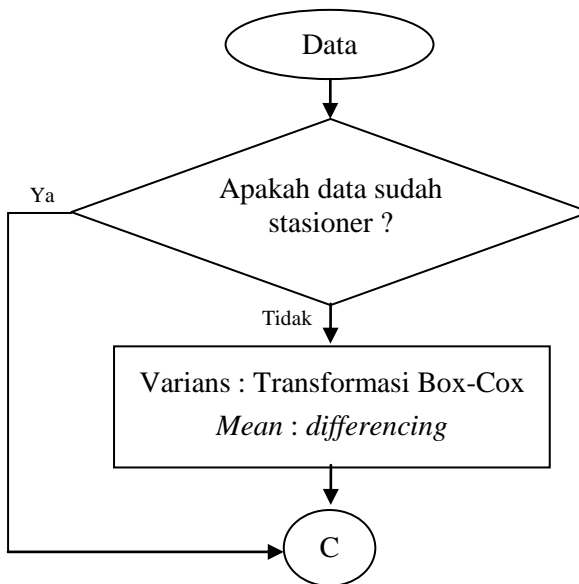 Data
Apakah data sudah
stasioner ?
Ya
Tidak
Varians : Transformasi Box-Cox
Mean : differencing
C